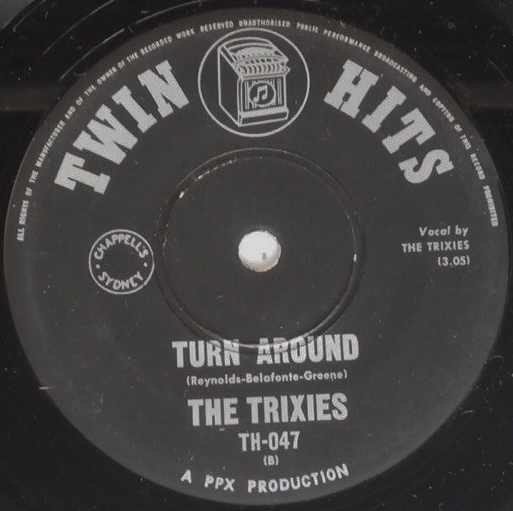 ALL RIGHTS OF THE MANUFACTURER AND OF THE OWNER OF THE RECORDED WORK RESERVED UNAUTHORISED PUBLIC PERFORMANCE BROADCASTING AND COPYING OF THIS RECORD PROHIBITED
TWIN HITS
CHAPPELL'S
SYDNEY
Vocal by
THE TRIXIES
(3.05)
TURN AROUND
(Reynolds-Belafonte-Greene)
THE TRIXIES
TH-047
(B)
A PPX PRODUCTION